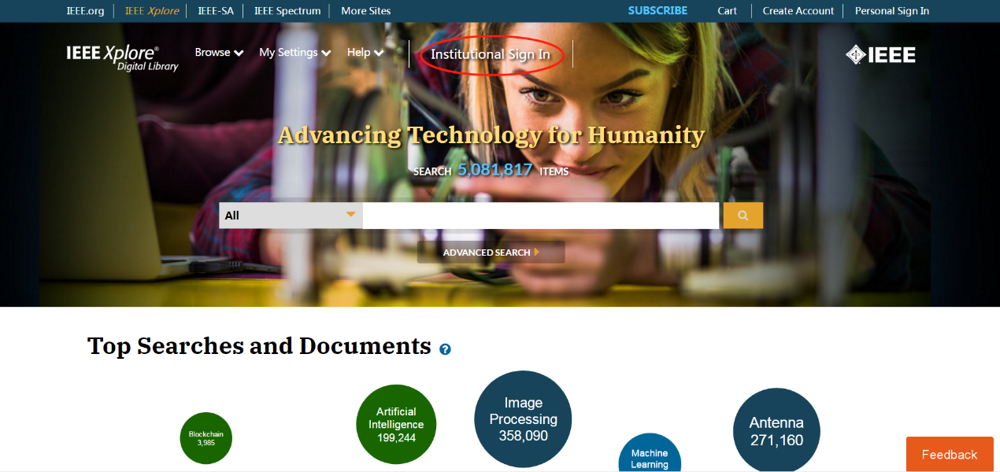 IEEE.org IEEE Xplore IEEE-SA IEEE Spectrum More Sites SUBSCRIBE Cart Create Account Personal Sign In
IEEE Xplore® Browse My Settings Help Institutional Sign In IEEE
Digital Library
Advancing Technology for Humanity
SEARCH 5,081,817 ITEMS
All
ADVANCED SEARCH
Top Searches and Documents ?
Blockchain
3,985
Artificial
Intelligence
199,244
Image
Processing
358,090
Machine
Learning
Antenna
271,160
Feedback